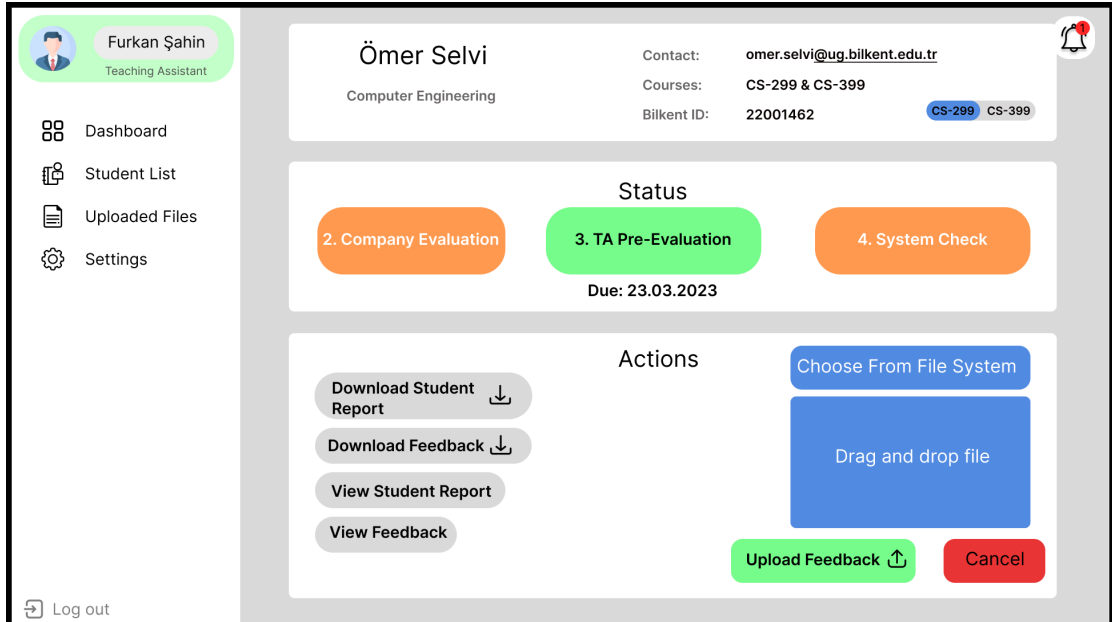 Furkan Şahin
Teaching Assistant
Dashboard
Student List
Uploaded Files
Settings
Log out
1
Ömer Selvi
Computer Engineering
Contact: omer.selvi@ug.bilkent.edu.tr
Courses: CS-299 & CS-399
Bilkent ID: 22001462
CS-299 CS-399
Status
2. Company Evaluation
3. TA Pre-Evaluation
4. System Check
Due: 23.03.2023
Actions
Download Student
Report
Download Feedback
View Student Report
View Feedback
Choose From File System
Drag and drop file
Upload Feedback
Cancel